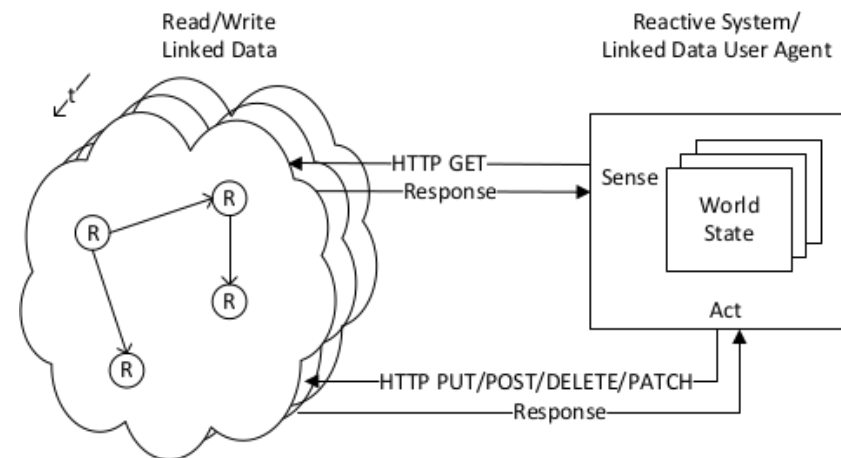 Read/Write
Linked Data
Reactive System/
Linked Data User Agent
t
HTTP GET
Response
Sense
World
State
R
R
R
R
Act
HTTP PUT/POST/DELETE/PATCH
Response